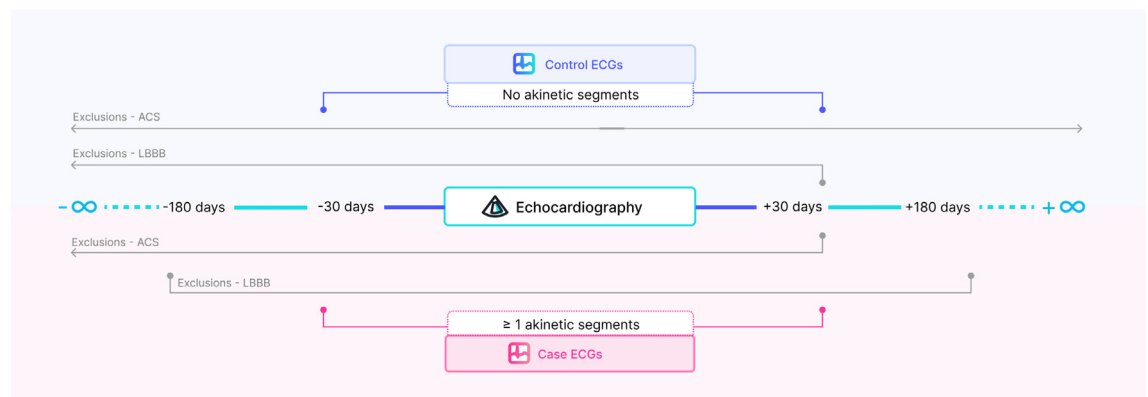 Control ECGs
No akinetic segments
Exclusions - ACS
Exclusions - LBBB
- ∞ -180 days -30 days Echocardiography +30 days +180 days + ∞
Exclusions - ACS
Exclusions - LBBB
≥ 1 akinetic segments
Case ECGs